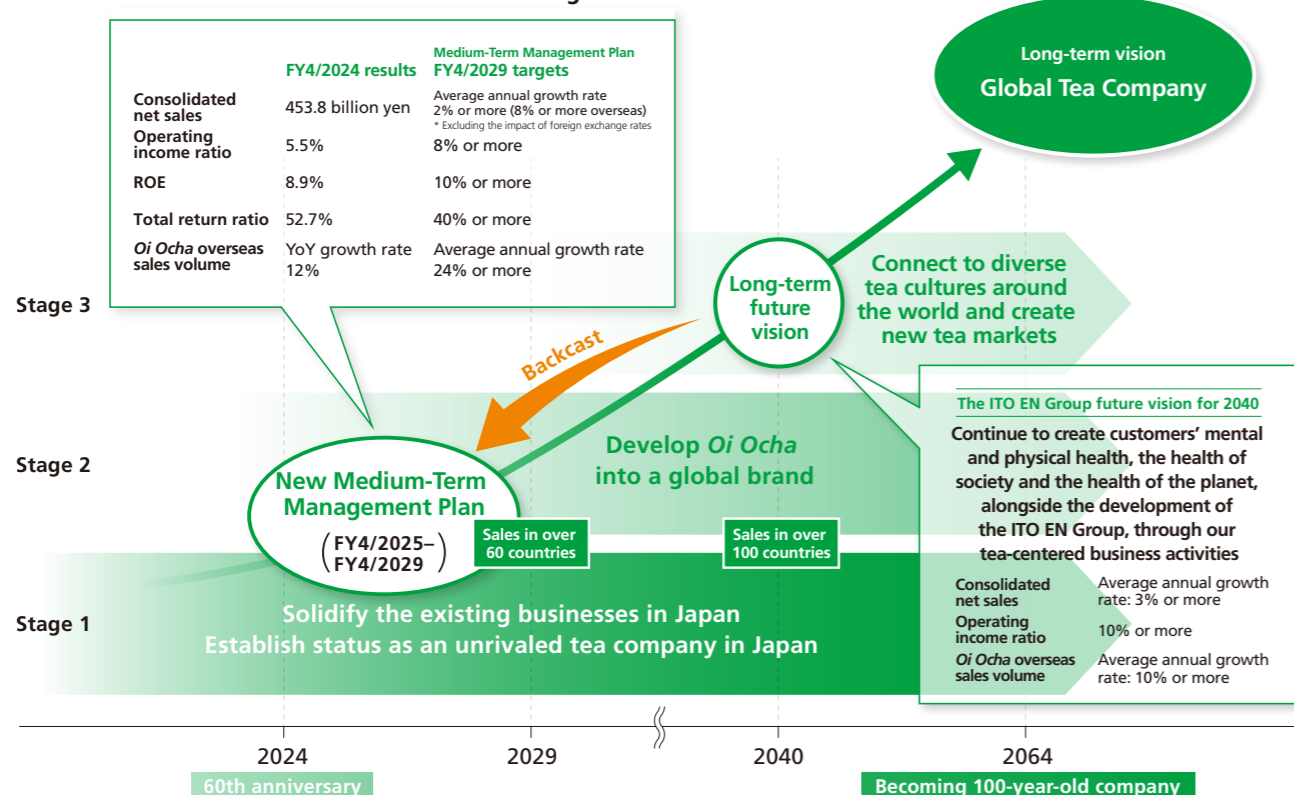 Long-term vision
Global Tea Company
FY4/2024 results
Medium-Term Management Plan
FY4/2029 targets
Consolidated
net sales
453.8 billion yen
Average annual growth rate
2% or more (8% or more overseas)
* Excluding the impact of foreign exchange rates
Operating
income ratio
5.5%
8% or more
ROE
8.9%
10% or more
Total return ratio
52.7%
40% or more
Oi Ocha overseas
sales volume
YoY growth rate
12%
Average annual growth rate
24% or more
Stage 3
Long-term
future
vision
Connect to diverse
tea cultures around
the world and create
new tea markets
Backcast
The ITO EN Group future vision for 2040
Continue to create customers' mental
and physical health, the health of
society and the health of the planet,
alongside the development of
the ITO EN Group, through our
tea-centered business activities
Consolidated
net sales
Average annual growth
rate: 3% or more
Operating
income ratio
10% or more
Oi Ocha overseas
sales volume
Average annual growth
rate: 10% or more
Stage 2
Develop Oi Ocha
into a global brand
New Medium-Term
Management Plan
(FY4/2025–
FY4/2029)
Sales in over
60 countries
Sales in over
100 countries
Stage 1
Solidify the existing businesses in Japan
Establish status as an unrivaled tea company in Japan
2024
2029
2040
2064
60th anniversary
Becoming 100-year-old company